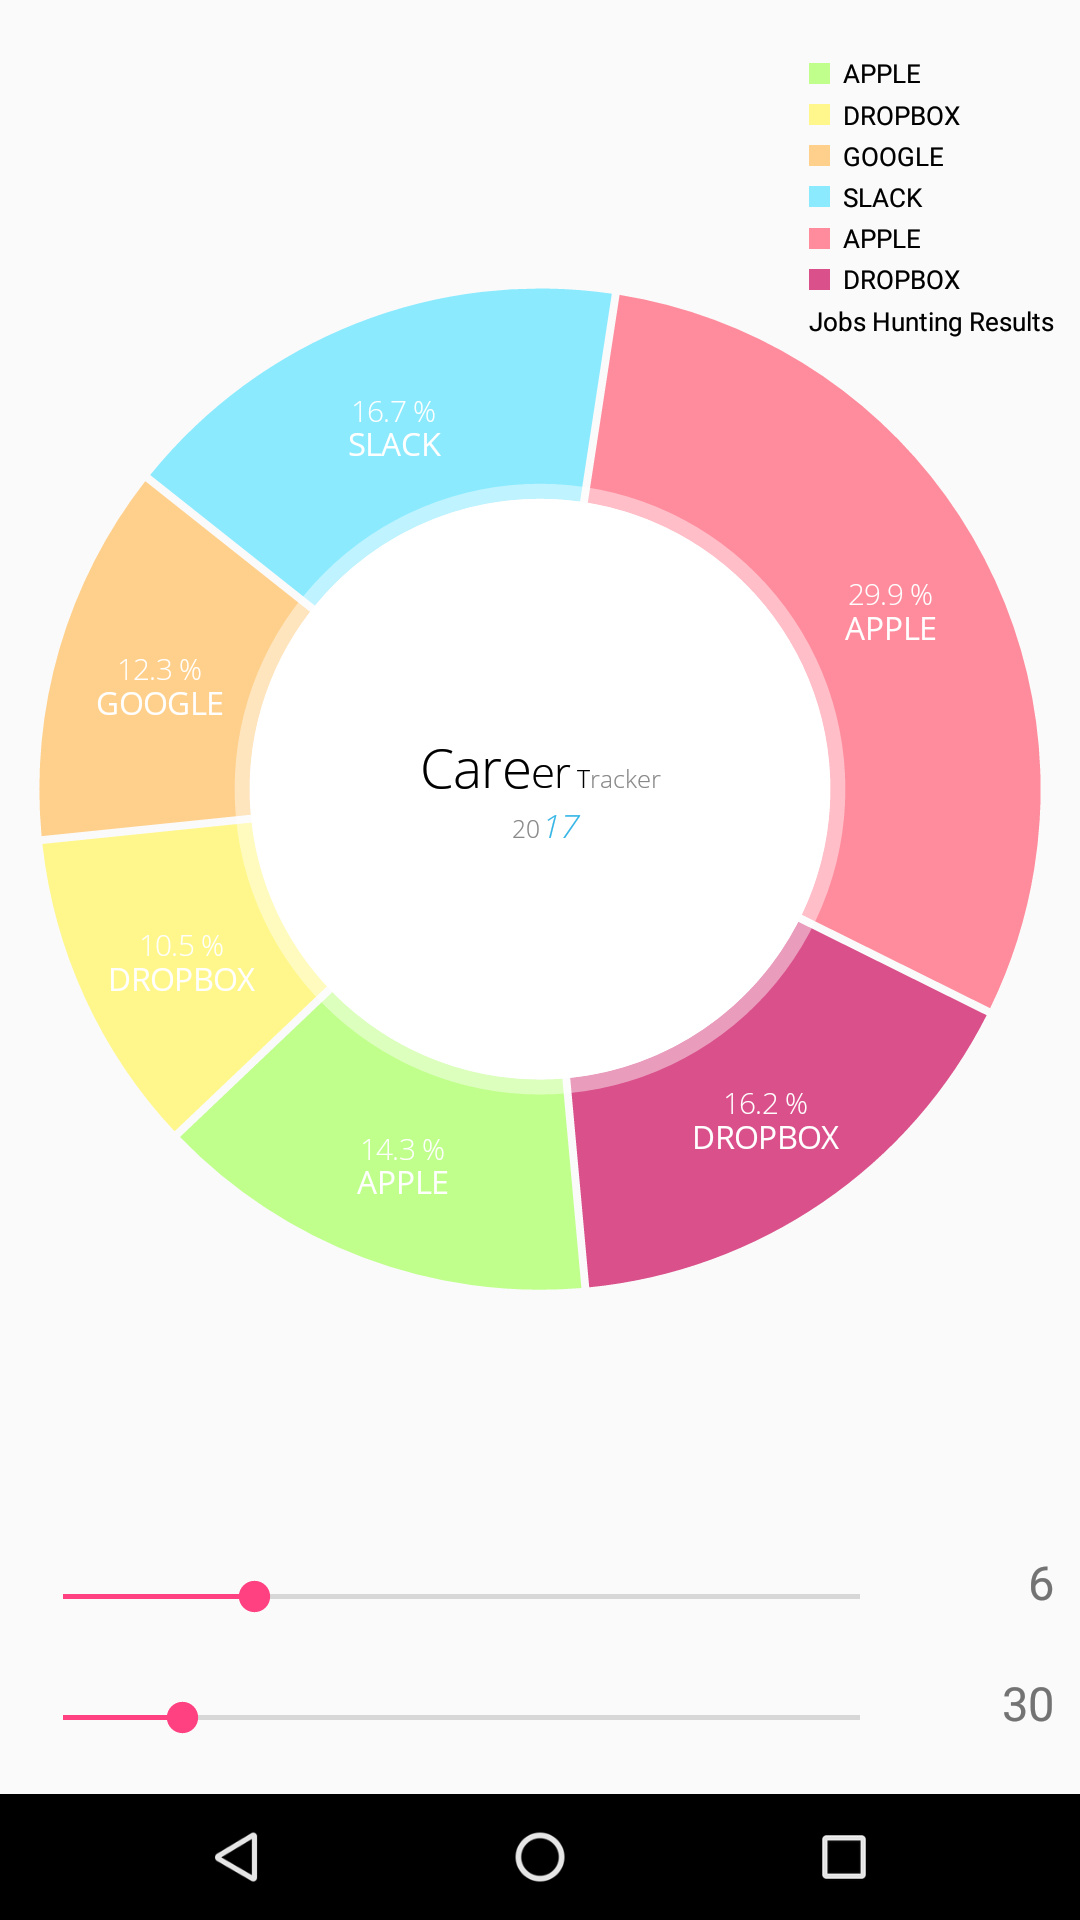 APPLE
DROPBOX
GOOGLE
SLACK
APPLE
DROPBOX
Jobs Hunting Results
16.7 %
SLACK
29.9 %
APPLE
12.3 %
GOOGLE
Career Tracker
2017
10.5 %
DROPBOX
16.2 %
DROPBOX
14.3 %
APPLE
6
30